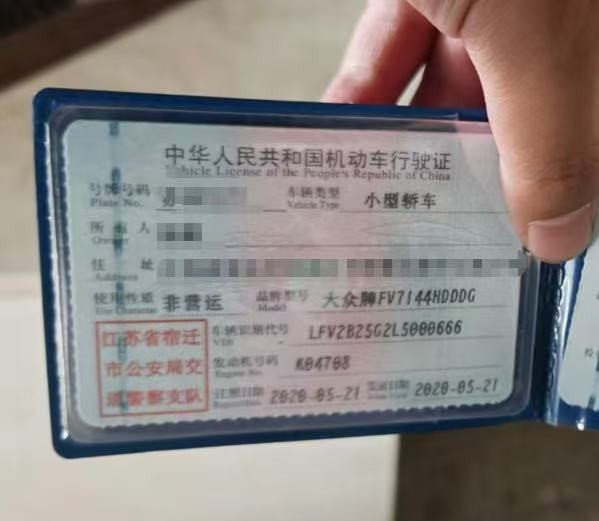 中华人民共和国机动车行驶证
Vehicle License of the People's Republic of China
号牌号码 苏 车辆类型 小型轿车
Plate No. Vehicle Type
所有人
Owner
住址
Address
使用性质 非营运 品牌型号 大众牌FV7144HDDDG
Use Character Model
江苏省宿迁
市公安局交
通警察支队
车辆识别代号 LFV2B25G2L5000666
VIN
发动机号码 K04708
Engine No.
注册日期 2020-05-21 发证日期 2020-05-21
Register Date Issue Date